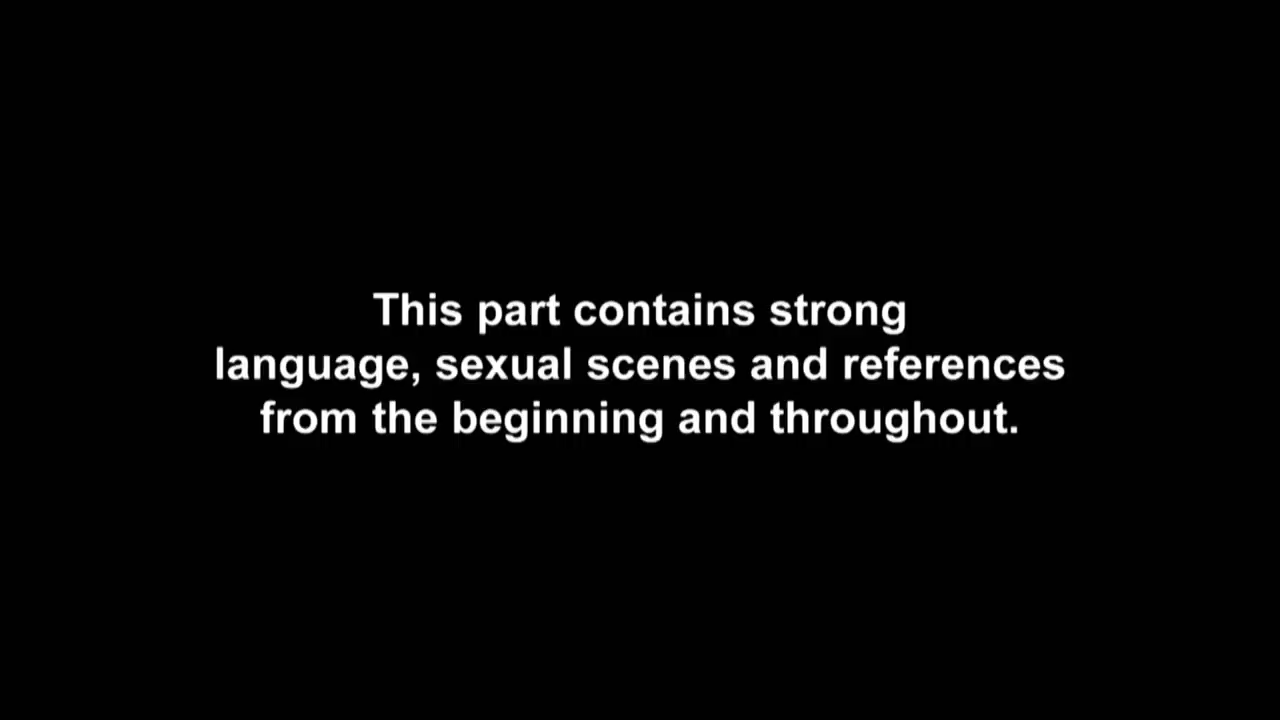 This part contains strong
language, sexual scenes and references
from the beginning and throughout.